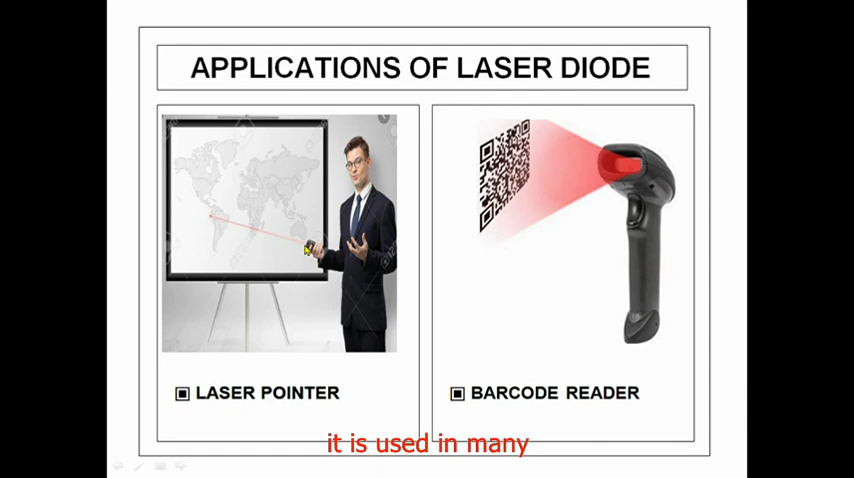 APPLICATIONS OF LASER DIODE
LASER POINTER
BARCODE READER
it is used in many